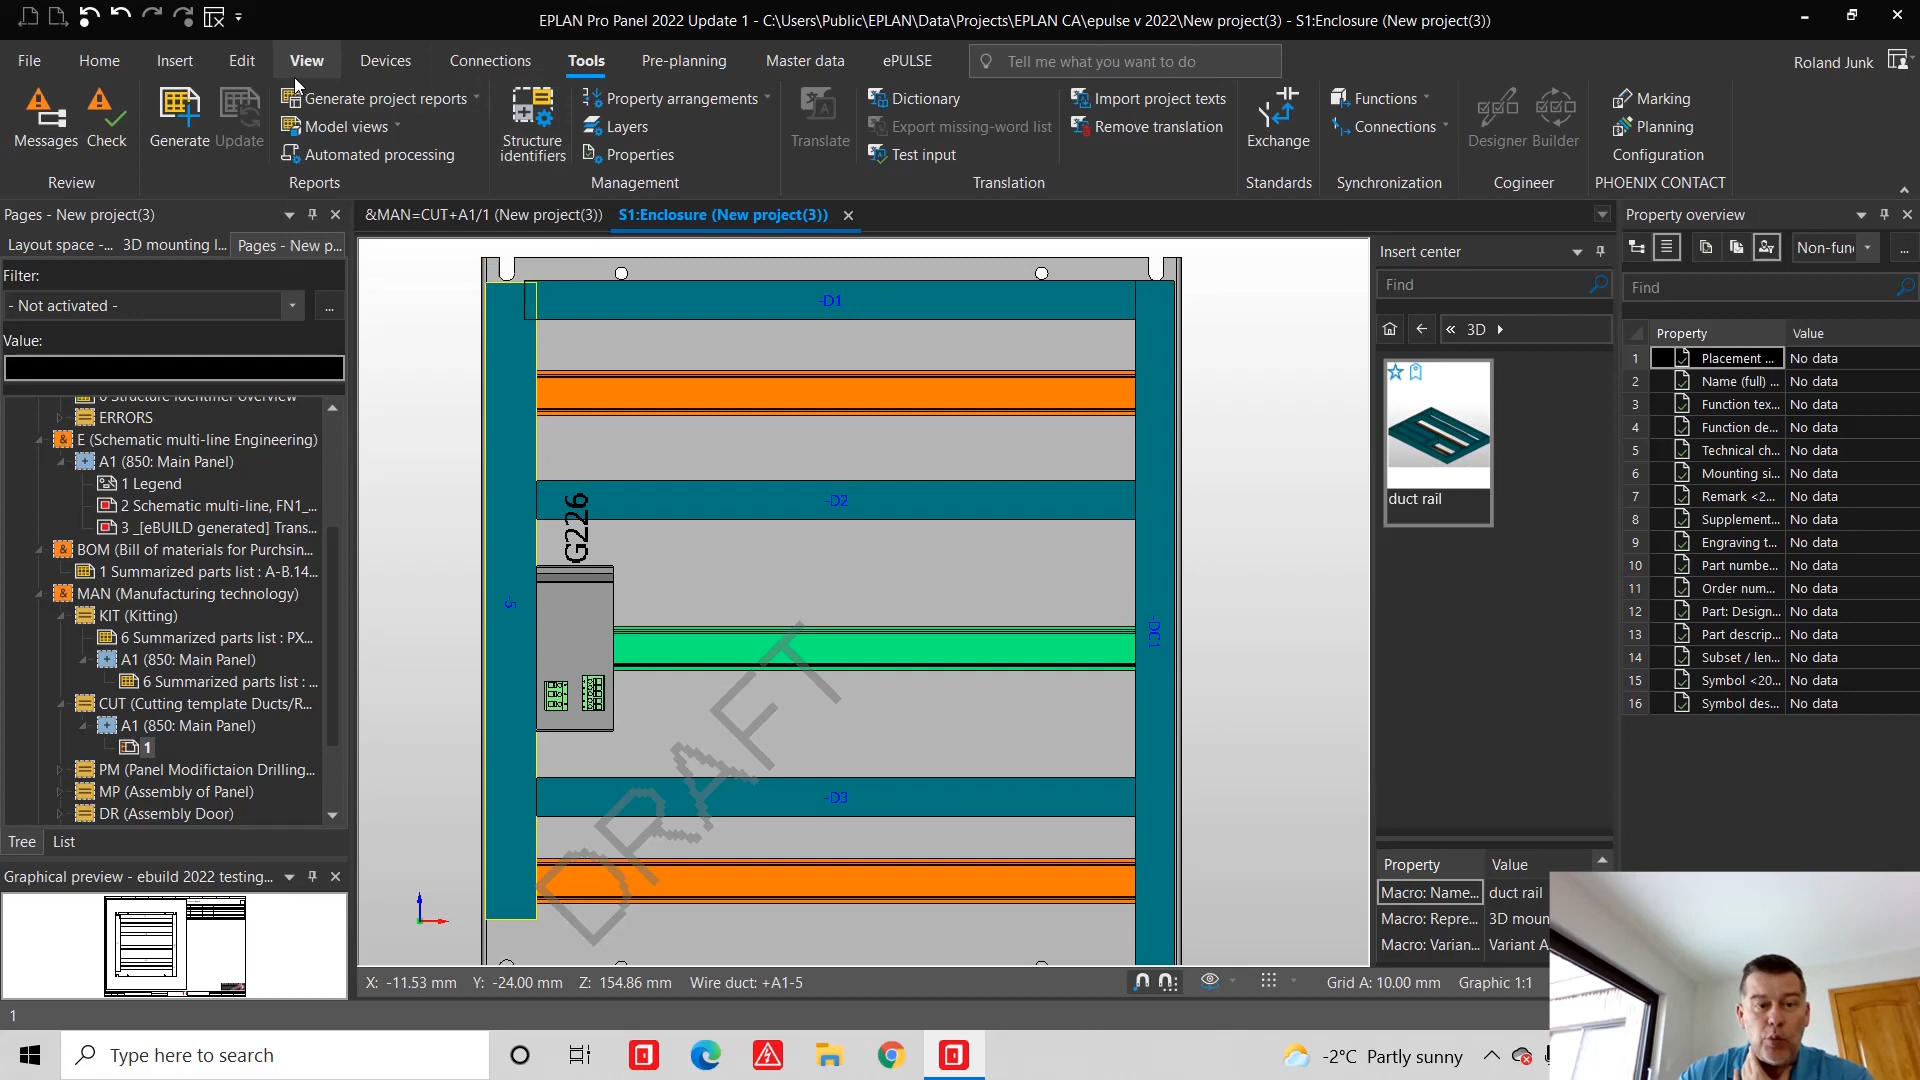 EPLAN Pro Panel 2022 Update 1 - C:\Users\Public\EPLAN\Data\Projects\EPLAN CA\epulse v 2022\New project(3) - S1:Enclosure (New project(3))
File Home Insert Edit View Devices Connections Tools Pre-planning Master data ePULSE Tell me what you want to do Roland Junk
Messages Check Generate Update
Generate project reports
Model views
Automated processing
Structure identifiers
Property arrangements
Layers
Properties
Translate
Dictionary
Export missing-word list
Test input
Import project texts
Remove translation
Exchange
Functions
Connections
Designer Builder
Marking
Planning
Configuration
Review Reports Management Translation Standards Synchronization Cogineer PHOENIX CONTACT
Pages - New project(3)
Layout space -... 3D mounting l... Pages - New p...
Filter:
- Not activated - ...
Value:
6 Structure identifier overview
ERRORS
E (Schematic multi-line Engineering)
A1 (850: Main Panel)
1 Legend
2 Schematic multi-line, FN1_...
3 _[eBUILD generated] Trans...
BOM (Bill of materials for Purchsin...
1 Summarized parts list : A-B.14...
MAN (Manufacturing technology)
KIT (Kitting)
6 Summarized parts list : PX...
A1 (850: Main Panel)
6 Summarized parts list : ...
CUT (Cutting template Ducts/R...
A1 (850: Main Panel)
1
PM (Panel Modifictaion Drilling...
MP (Assembly of Panel)
DR (Assembly Door)
Tree List
Graphical preview - ebuild 2022 testing...
1
&MAN=CUT+A1/1 (New project(3)) S1:Enclosure (New project(3))
-D1
-D2
G226
-5
-DC1
-D3
DRAFT
X: -11.53 mm Y: -24.00 mm Z: 154.86 mm Wire duct: +A1-5 Grid A: 10.00 mm Graphic 1:1
Insert center
Find
« 3D
duct rail
Property Value
Macro: Name... duct rail
Macro: Repre... 3D moun
Macro: Varian... Variant A
Property overview
Non-fun ...
Find
Property Value
1 Placement ... No data
2 Name (full) ... No data
3 Function tex... No data
4 Function de... No data
5 Technical ch... No data
6 Mounting si... No data
7 Remark <2... No data
8 Supplement... No data
9 Engraving t... No data
10 Part numbe... No data
11 Order num... No data
12 Part: Design... No data
13 Part descrip... No data
14 Subset / len... No data
15 Symbol <20... No data
16 Symbol des... No data
Type here to search
-2°C Partly sunny